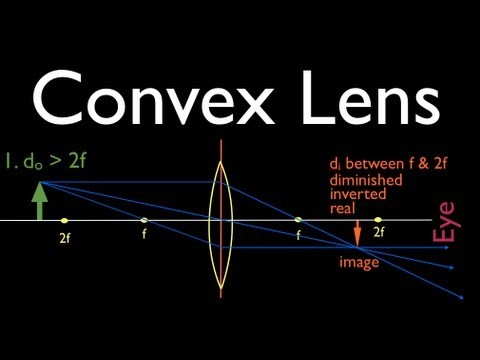 Convex Lens
1. dₒ > 2f
dᵢ between f & 2f
diminished
inverted
real
2f
f
f
2f
Eye
image